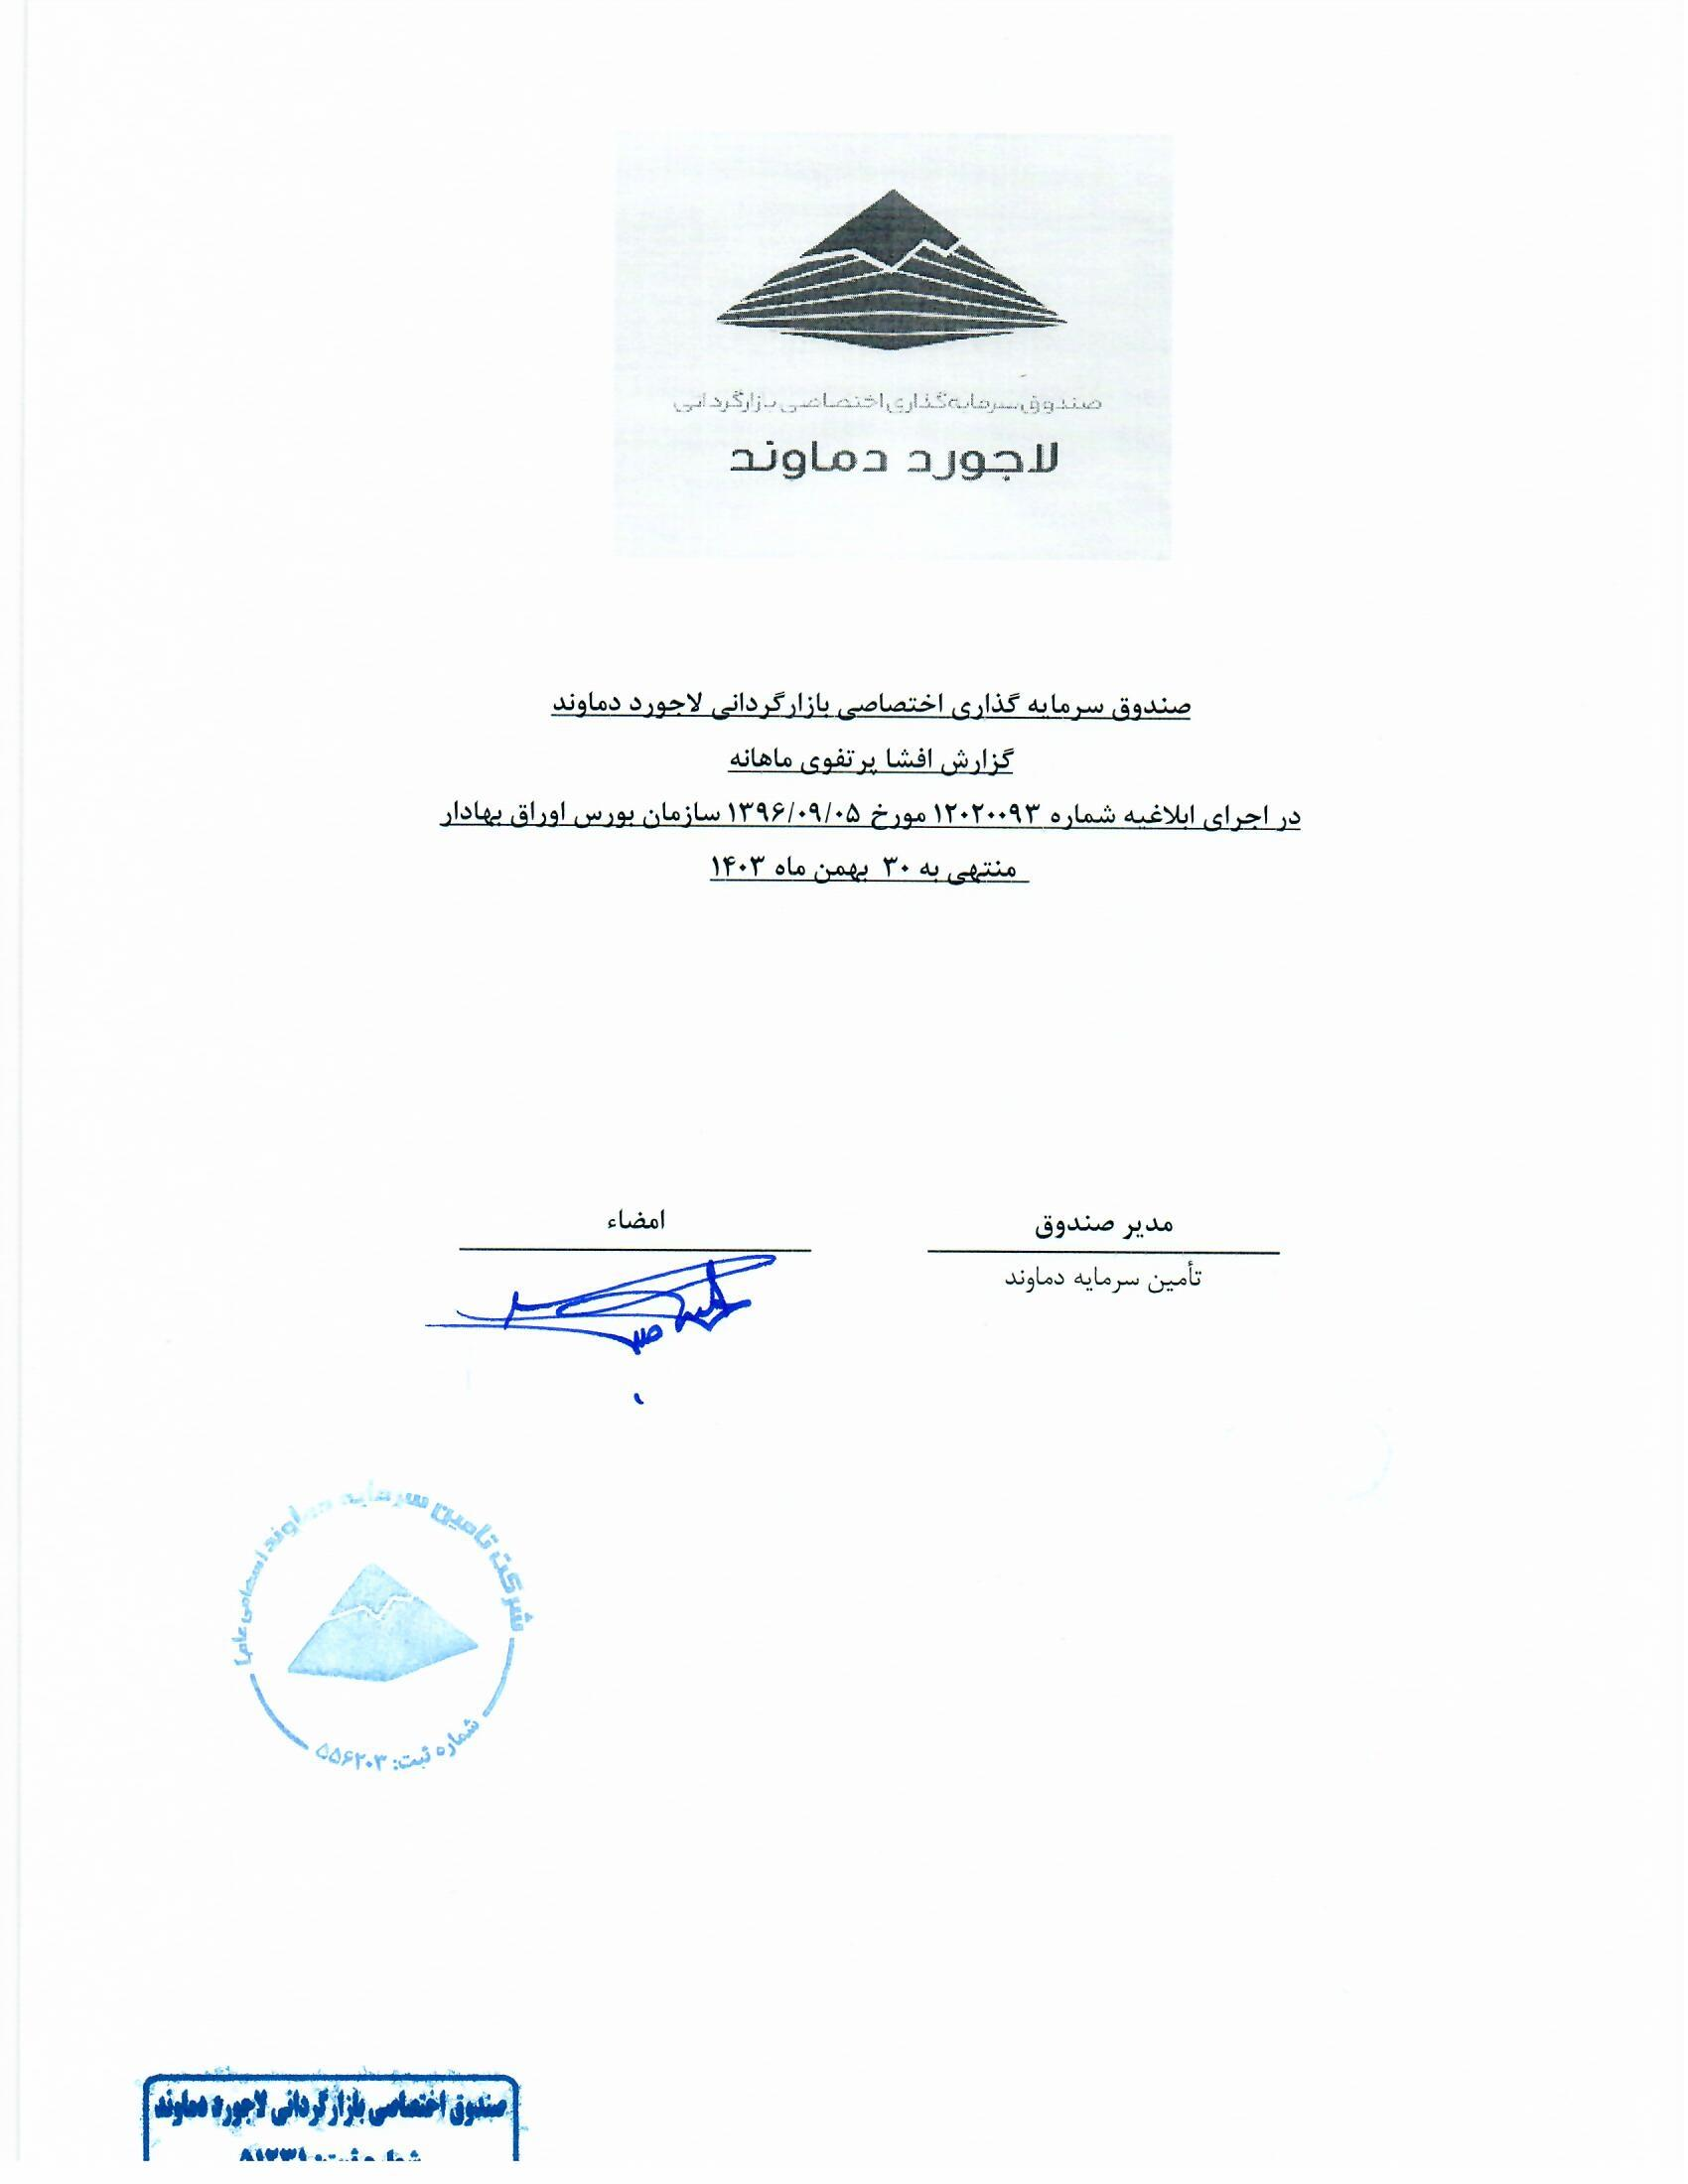 صندوق سرمایه‌گذاری اختصاصی بازارگردانی
لاجورد دماوند
صندوق سرمایه گذاری اختصاصی بازارگردانی لاجورد دماوند
گزارش افشا پرتفوی ماهانه
در اجرای ابلاغیه شماره ۱۲۰۲۰۰۹۳ مورخ ۱۳۹۶/۰۹/۰۵ سازمان بورس اوراق بهادار
منتهی به ۳۰ بهمن ماه ۱۴۰۳
مدیر صندوق
امضاء
تأمین سرمایه دماوند
شرکت تامین سرمایه دماوند (سهامی عام)
شماره ثبت: ۵۵۶۲۰۳
صندوق اختصاصی بازارگردانی لاجورد دماوند
شماره ثبت: